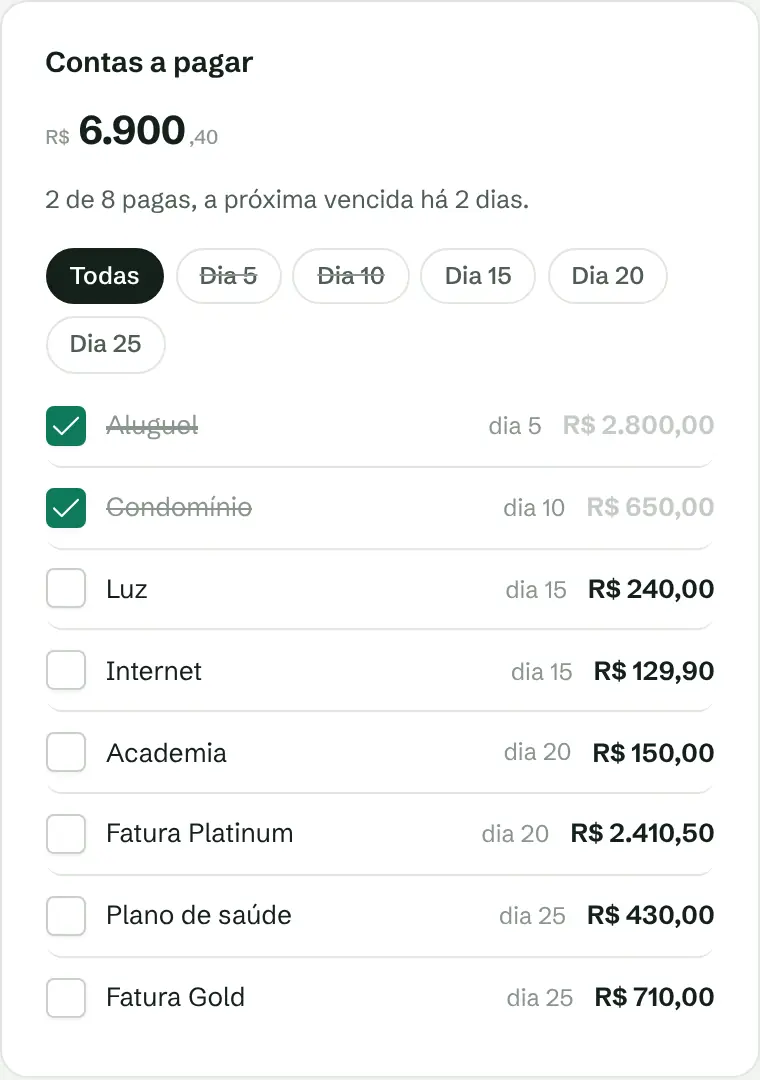 Contas a pagar
R$ 6.900,40
2 de 8 pagas, a próxima vencida há 2 dias.
Todas Dia 5 Dia 10 Dia 15 Dia 20
Dia 25
Aluguel dia 5 R$ 2.800,00
Condomínio dia 10 R$ 650,00
Luz dia 15 R$ 240,00
Internet dia 15 R$ 129,90
Academia dia 20 R$ 150,00
Fatura Platinum dia 20 R$ 2.410,50
Plano de saúde dia 25 R$ 430,00
Fatura Gold dia 25 R$ 710,00